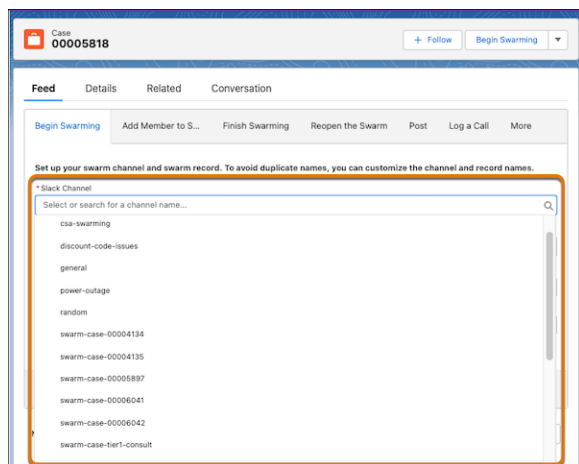 Case
00005818
+ Follow
Begin Swarming
Feed
Details
Related
Conversation
Begin Swarming
Add Member to S...
Finish Swarming
Reopen the Swarm
Post
Log a Call
More
Set up your swarm channel and swarm record. To avoid duplicate names, you can customize the channel and record names.
* Slack Channel
Select or search for a channel name...
csa-swarming
discount-code-issues
general
power-outage
random
swarm-case-00004134
swarm-case-00004135
swarm-case-00005897
swarm-case-00006041
swarm-case-00006042
swarm-case-tier1-consult